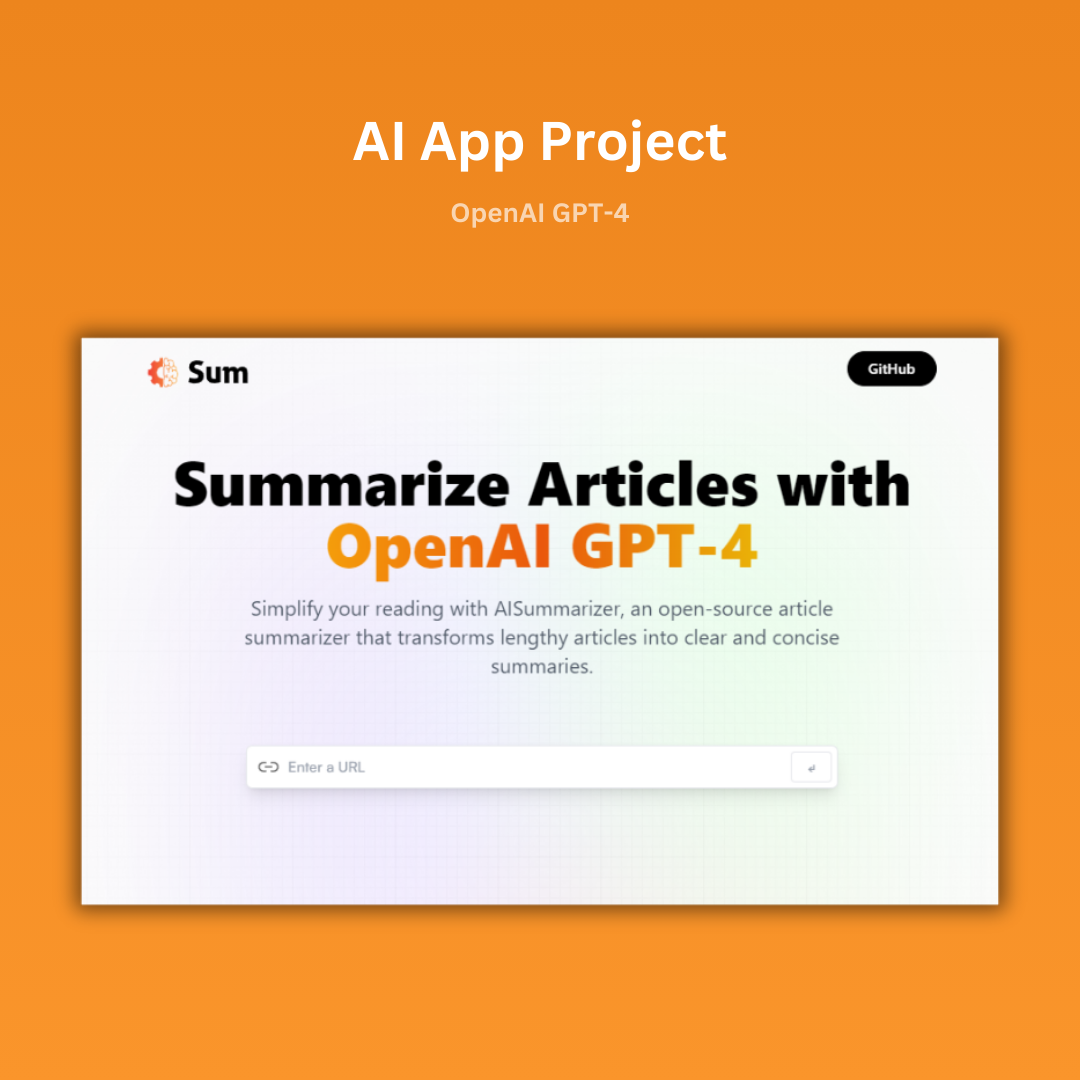 AI App Project
OpenAI GPT-4
Sum
GitHub
Summarize Articles with
OpenAI GPT-4
Simplify your reading with AISummarizer, an open-source article
summarizer that transforms lengthy articles into clear and concise
summaries.
Enter a URL